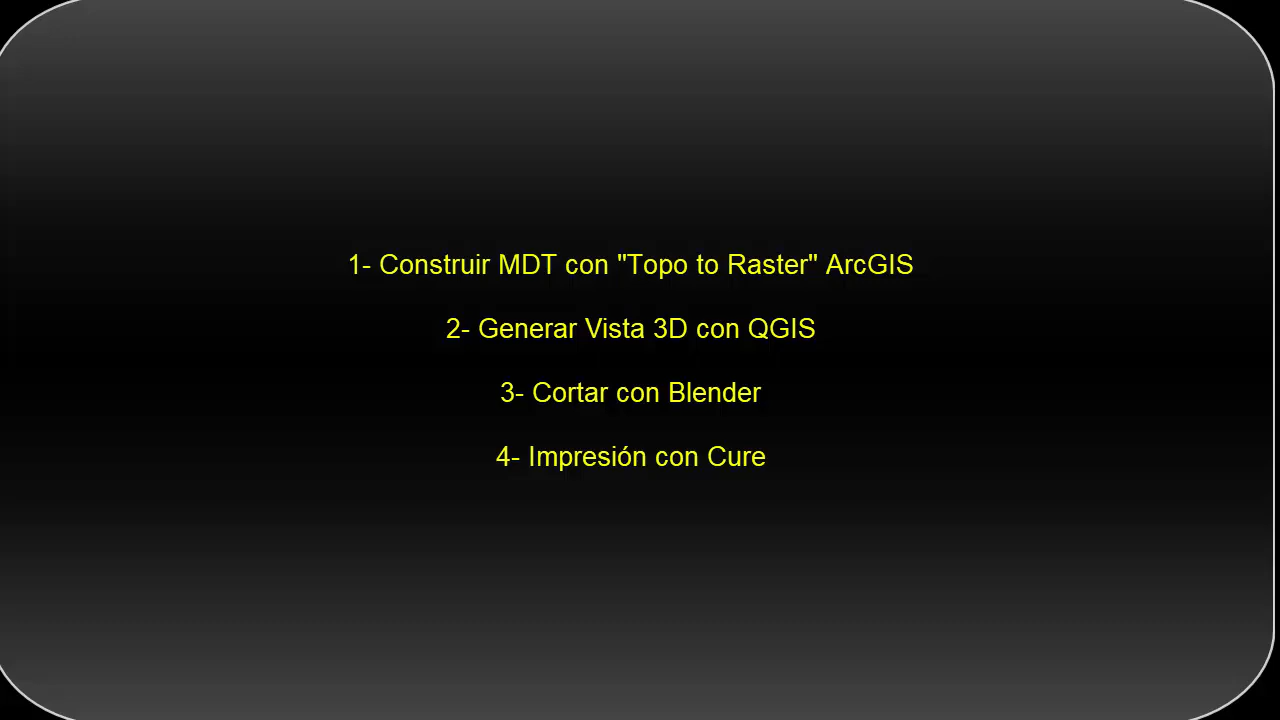 1- Construir MDT con "Topo to Raster" ArcGIS
2- Generar Vista 3D con QGIS
3- Cortar con Blender
4- Impresión con Cure